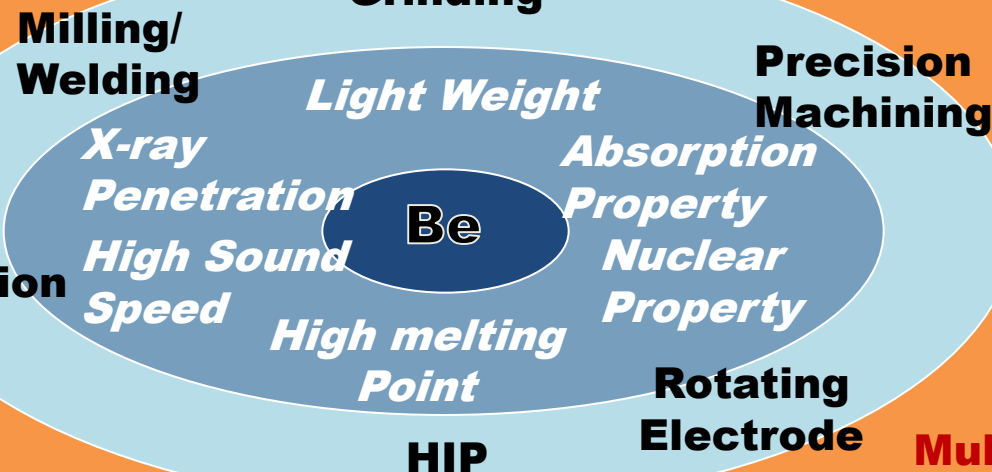 Grinding
Milling/
Welding
Precision
Machining
Light Weight
X-ray
Penetration
Absorption
Property
Be
High Sound
Speed
Nuclear
Property
ion
High melting
Point
Rotating
Electrode
HIP